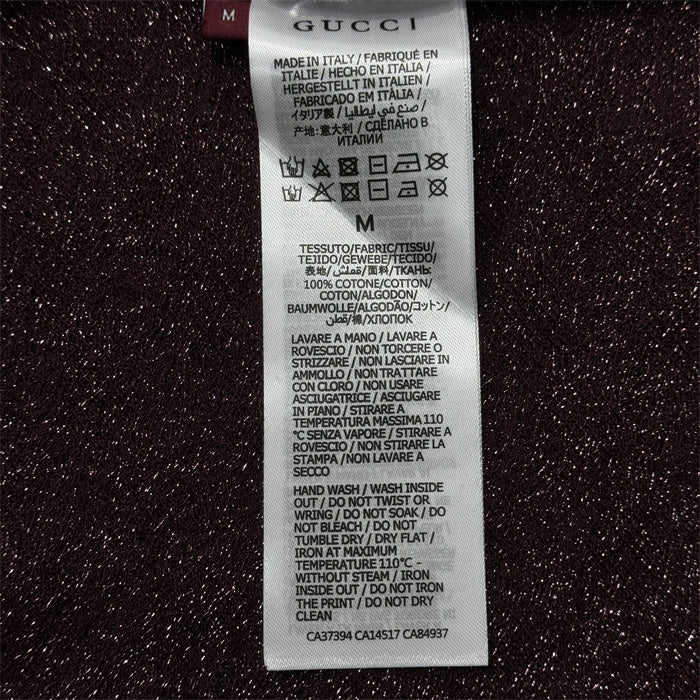 M
GUCCI
MADE IN ITALY / FABRIQUÉ EN
ITALIE / HECHO EN ITALIA /
HERGESTELLT IN ITALIEN /
FABRICADO EM ITÁLIA /
イタリア製 / صنع في ايطاليا /
产地: 意大利 / СДЕЛАНО В
ИТАЛИИ
M
TESSUTO/FABRIC/TISSU/
TEJIDO/GEWEBE/TECIDO/
表地/قماش/面料/ТКАНЬ:
100% COTONE/COTTON/
COTON/ALGODON/
BAUMWOLLE/ALGODÃO/コットン/
قطن/棉/ХЛОПОК
LAVARE A MANO / LAVARE A
ROVESCIO / NON TORCERE O
STRIZZARE / NON LASCIARE IN
AMMOLLO / NON TRATTARE
CON CLORO / NON USARE
ASCIUGATRICE / ASCIUGARE
IN PIANO / STIRARE A
TEMPERATURA MASSIMA 110
°C SENZA VAPORE / STIRARE A
ROVESCIO / NON STIRARE LA
STAMPA /NON LAVARE A
SECCO
HAND WASH / WASH INSIDE
OUT / DO NOT TWIST OR
WRING / DO NOT SOAK / DO
NOT BLEACH / DO NOT
TUMBLE DRY / DRY FLAT /
IRON AT MAXIMUM
TEMPERATURE 110°C -
WITHOUT STEAM / IRON
INSIDE OUT / DO NOT IRON
THE PRINT / DO NOT DRY
CLEAN
CA37394 CA14517 CA84937